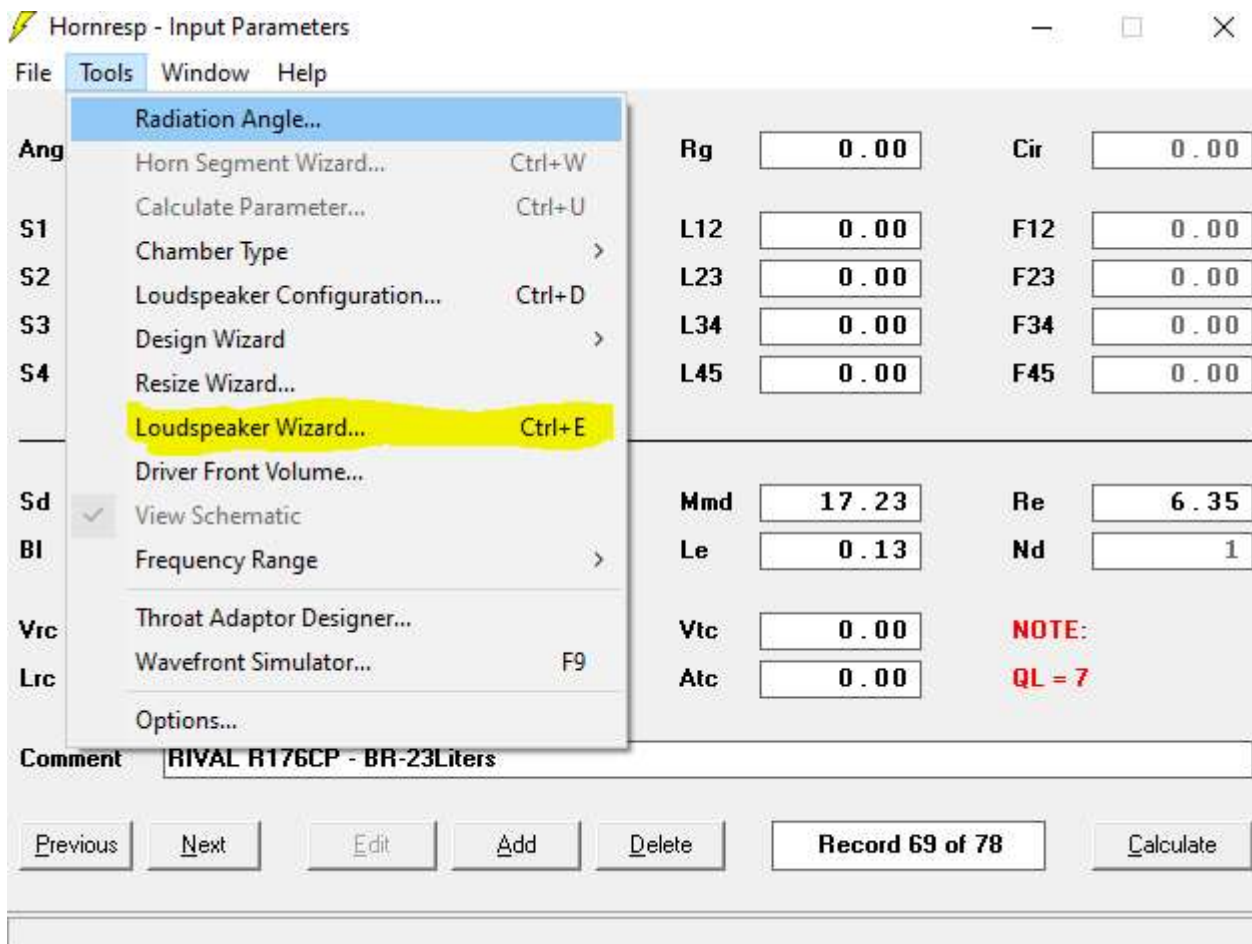 Hornresp - Input Parameters
File Tools Window Help
Radiation Angle...
Ang Rg 0.00 Cir 0.00
Horn Segment Wizard... Ctrl+W
Calculate Parameter... Ctrl+U
S1 L12 0.00 F12 0.00
Chamber Type
S2 L23 0.00 F23 0.00
Loudspeaker Configuration... Ctrl+D
S3 L34 0.00 F34 0.00
Design Wizard
S4 L45 0.00 F45 0.00
Resize Wizard...
Loudspeaker Wizard... Ctrl+E
Driver Front Volume...
Sd Mmd 17.23 Re 6.35
View Schematic
Bl Le 0.13 Nd 1
Frequency Range
Throat Adaptor Designer...
Vrc Vtc 0.00 NOTE:
Wavefront Simulator... F9
Lrc Atc 0.00 QL = 7
Options...
Comment RIVAL R176CP - BR-23Liters
Previous Next Edit Add Delete Record 69 of 78 Calculate